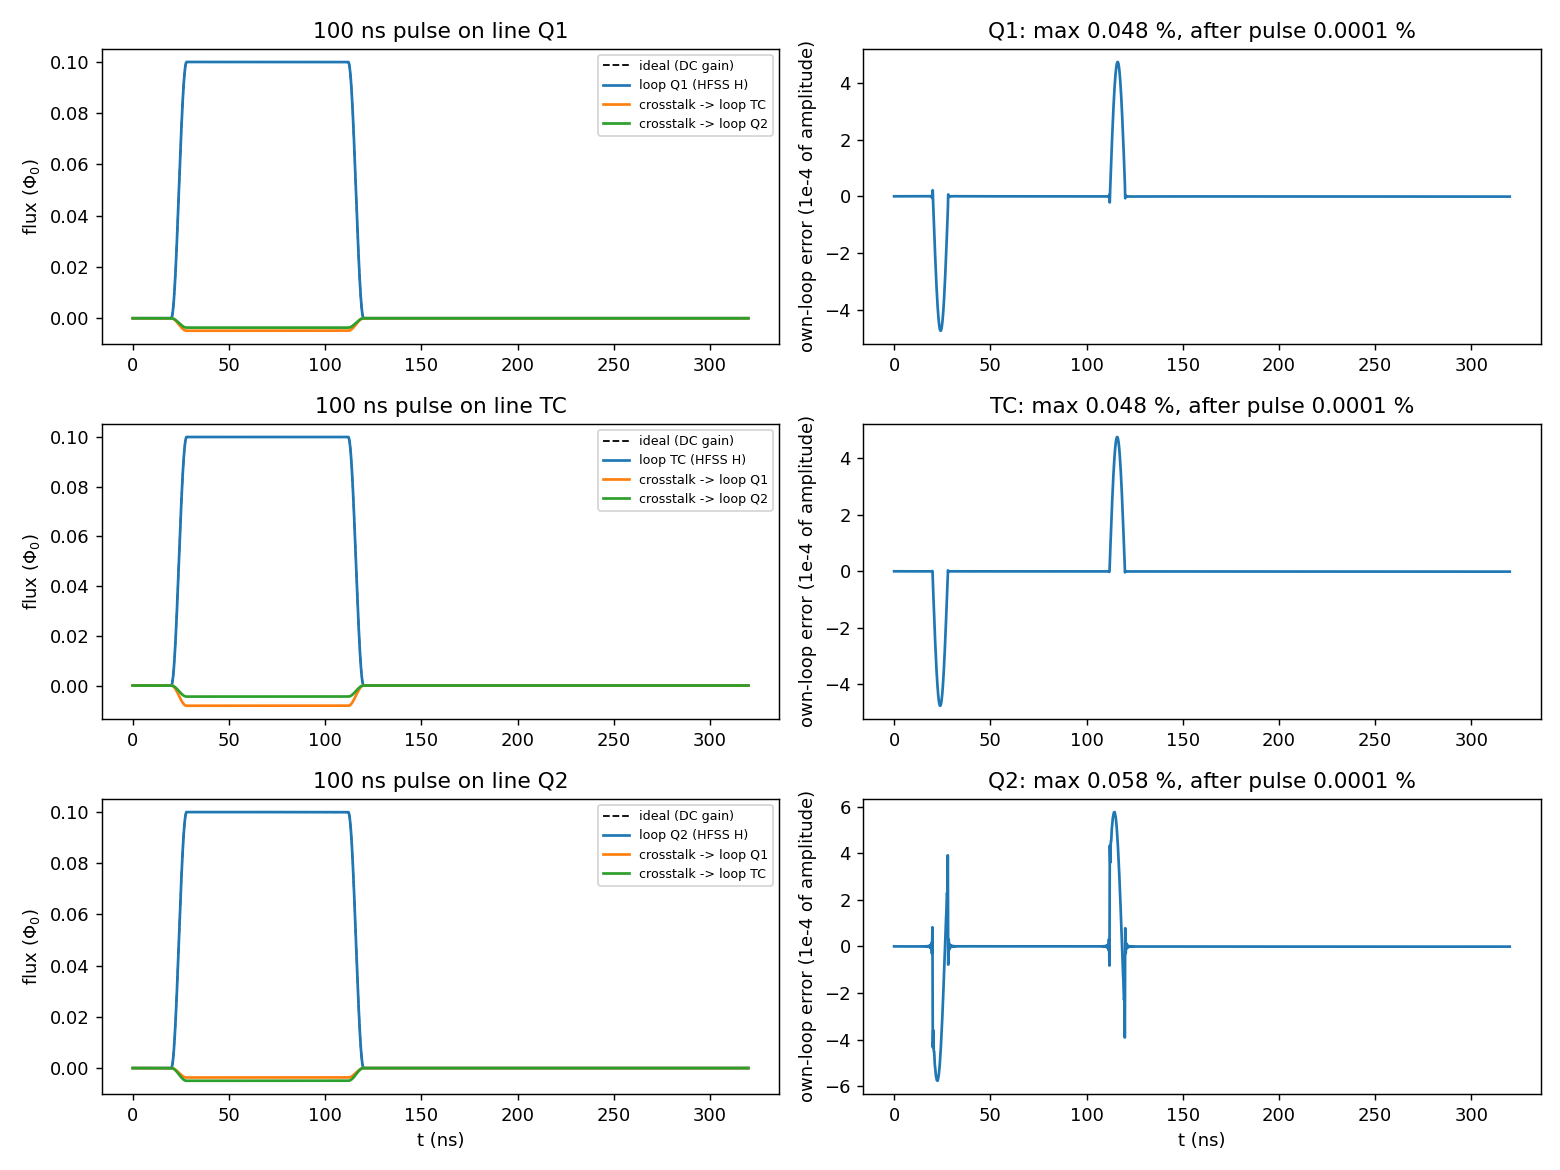 100 ns pulse on line Q1
flux (Φ0)
0.10
0.08
0.06
0.04
0.02
0.00
ideal (DC gain)
loop Q1 (HFSS H)
crosstalk -> loop TC
crosstalk -> loop Q2
0 50 100 150 200 250 300
Q1: max 0.048 %, after pulse 0.0001 %
own-loop error (1e-4 of amplitude)
4
2
0
−2
−4
0 50 100 150 200 250 300
100 ns pulse on line TC
flux (Φ0)
0.10
0.08
0.06
0.04
0.02
0.00
ideal (DC gain)
loop TC (HFSS H)
crosstalk -> loop Q1
crosstalk -> loop Q2
0 50 100 150 200 250 300
TC: max 0.048 %, after pulse 0.0001 %
own-loop error (1e-4 of amplitude)
4
2
0
−2
−4
0 50 100 150 200 250 300
100 ns pulse on line Q2
flux (Φ0)
0.10
0.08
0.06
0.04
0.02
0.00
ideal (DC gain)
loop Q2 (HFSS H)
crosstalk -> loop Q1
crosstalk -> loop TC
0 50 100 150 200 250 300
t (ns)
Q2: max 0.058 %, after pulse 0.0001 %
own-loop error (1e-4 of amplitude)
6
4
2
0
−2
−4
−6
0 50 100 150 200 250 300
t (ns)